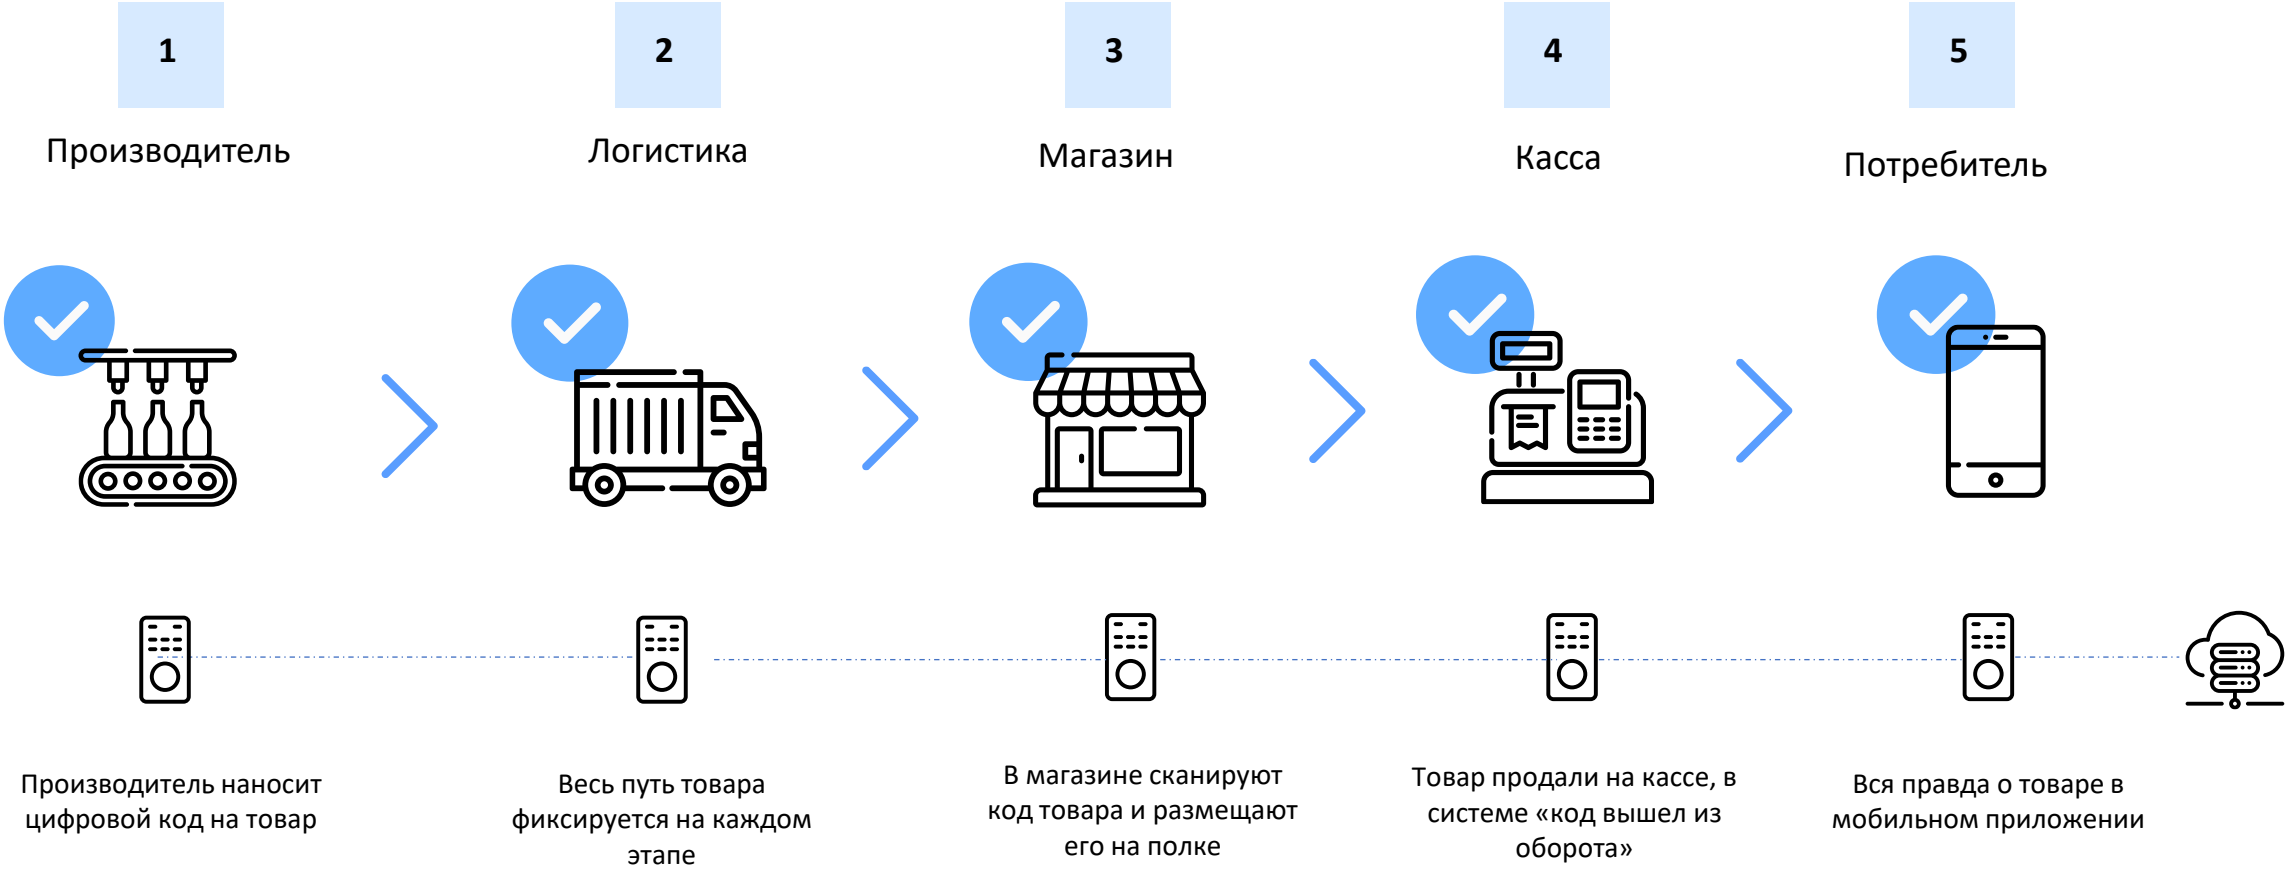 1
2
3
4
5
Производитель
Логистика
Магазин
Касса
Потребитель
Производитель наносит
цифровой код на товар
Весь путь товара
фиксируется на каждом
этапе
В магазине сканируют
код товара и размещают
его на полке
Товар продали на кассе, в
системе «код вышел из
оборота»
Вся правда о товаре в
мобильном приложении